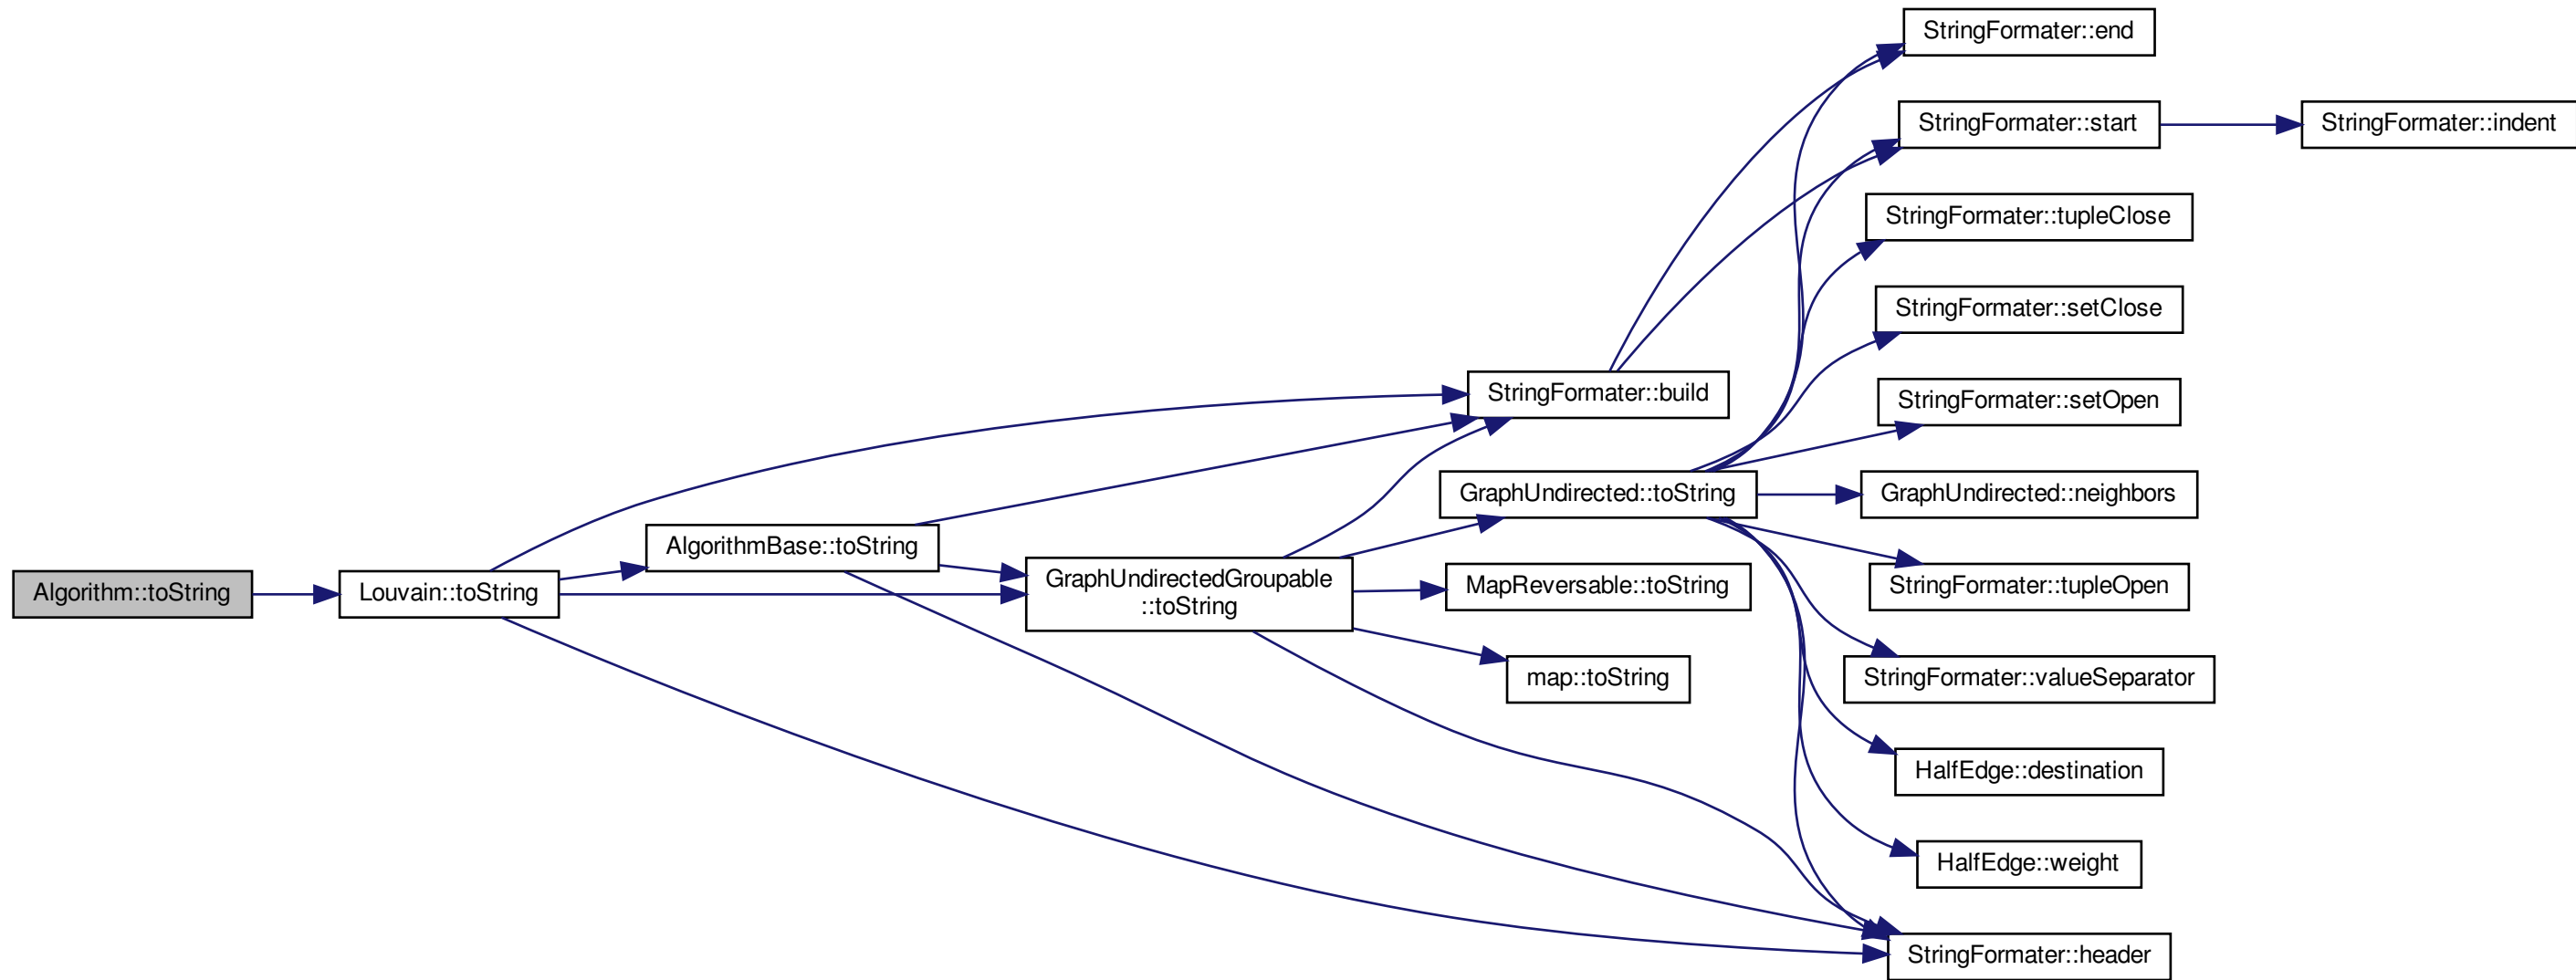 StringFormater::end
StringFormater::start
StringFormater::indent
StringFormater::tupleClose
StringFormater::setClose
StringFormater::build
StringFormater::setOpen
GraphUndirected::toString
GraphUndirected::neighbors
AlgorithmBase::toString
Algorithm::toString
Louvain::toString
GraphUndirectedGroupable
::toString
MapReversable::toString
StringFormater::tupleOpen
map::toString
StringFormater::valueSeparator
HalfEdge::destination
HalfEdge::weight
StringFormater::header